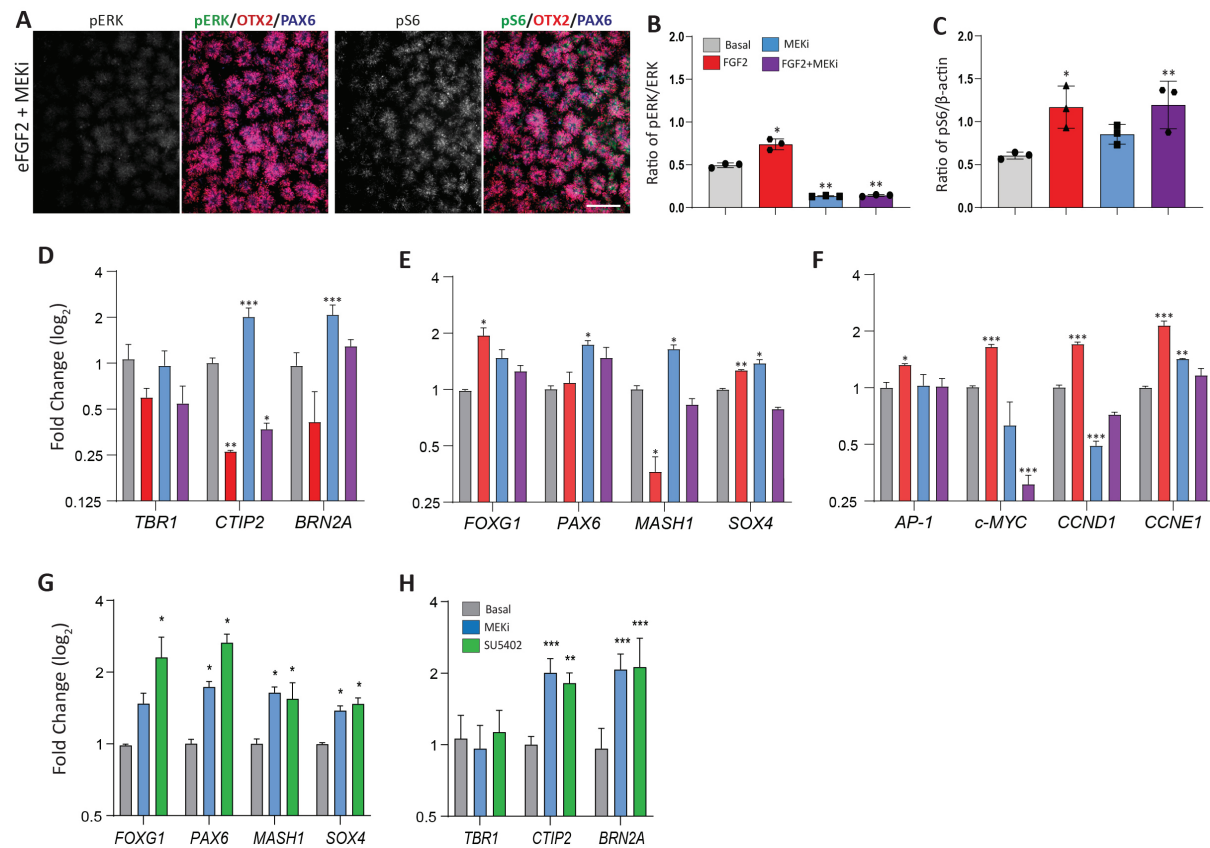 A
pERK
pERK/OTX2/PAX6
pS6
pS6/OTX2/PAX6
eFGF2 + MEKi
B
Ratio of pERK/ERK
2.0
1.5
1.0
0.5
0.0
Basal
FGF2
MEKi
FGF2+MEKi
*
**
**
C
Ratio of pS6/β-actin
2.0
1.5
1.0
0.5
0.0
*
**
D
Fold Change (log2)
4
2
1
0.5
0.25
0.125
**
***
*
***
TBR1
CTIP2
BRN2A
E
4
2
1
0.5
0.25
*
*
*
*
**
*
FOXG1
PAX6
MASH1
SOX4
F
4
2
1
0.5
0.25
*
***
***
***
***
***
**
AP-1
c-MYC
CCND1
CCNE1
G
Fold Change (log2)
4
2
1
0.5
*
*
*
*
*
*
*
FOXG1
PAX6
MASH1
SOX4
H
4
2
1
0.5
Basal
MEKi
SU5402
***
**
***
***
TBR1
CTIP2
BRN2A